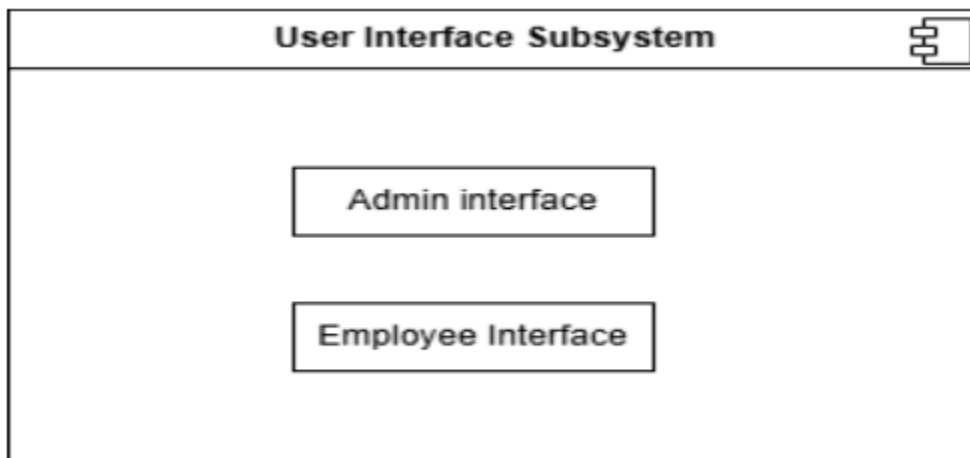 User Interface Subsystem
Admin interface
Employee Interface